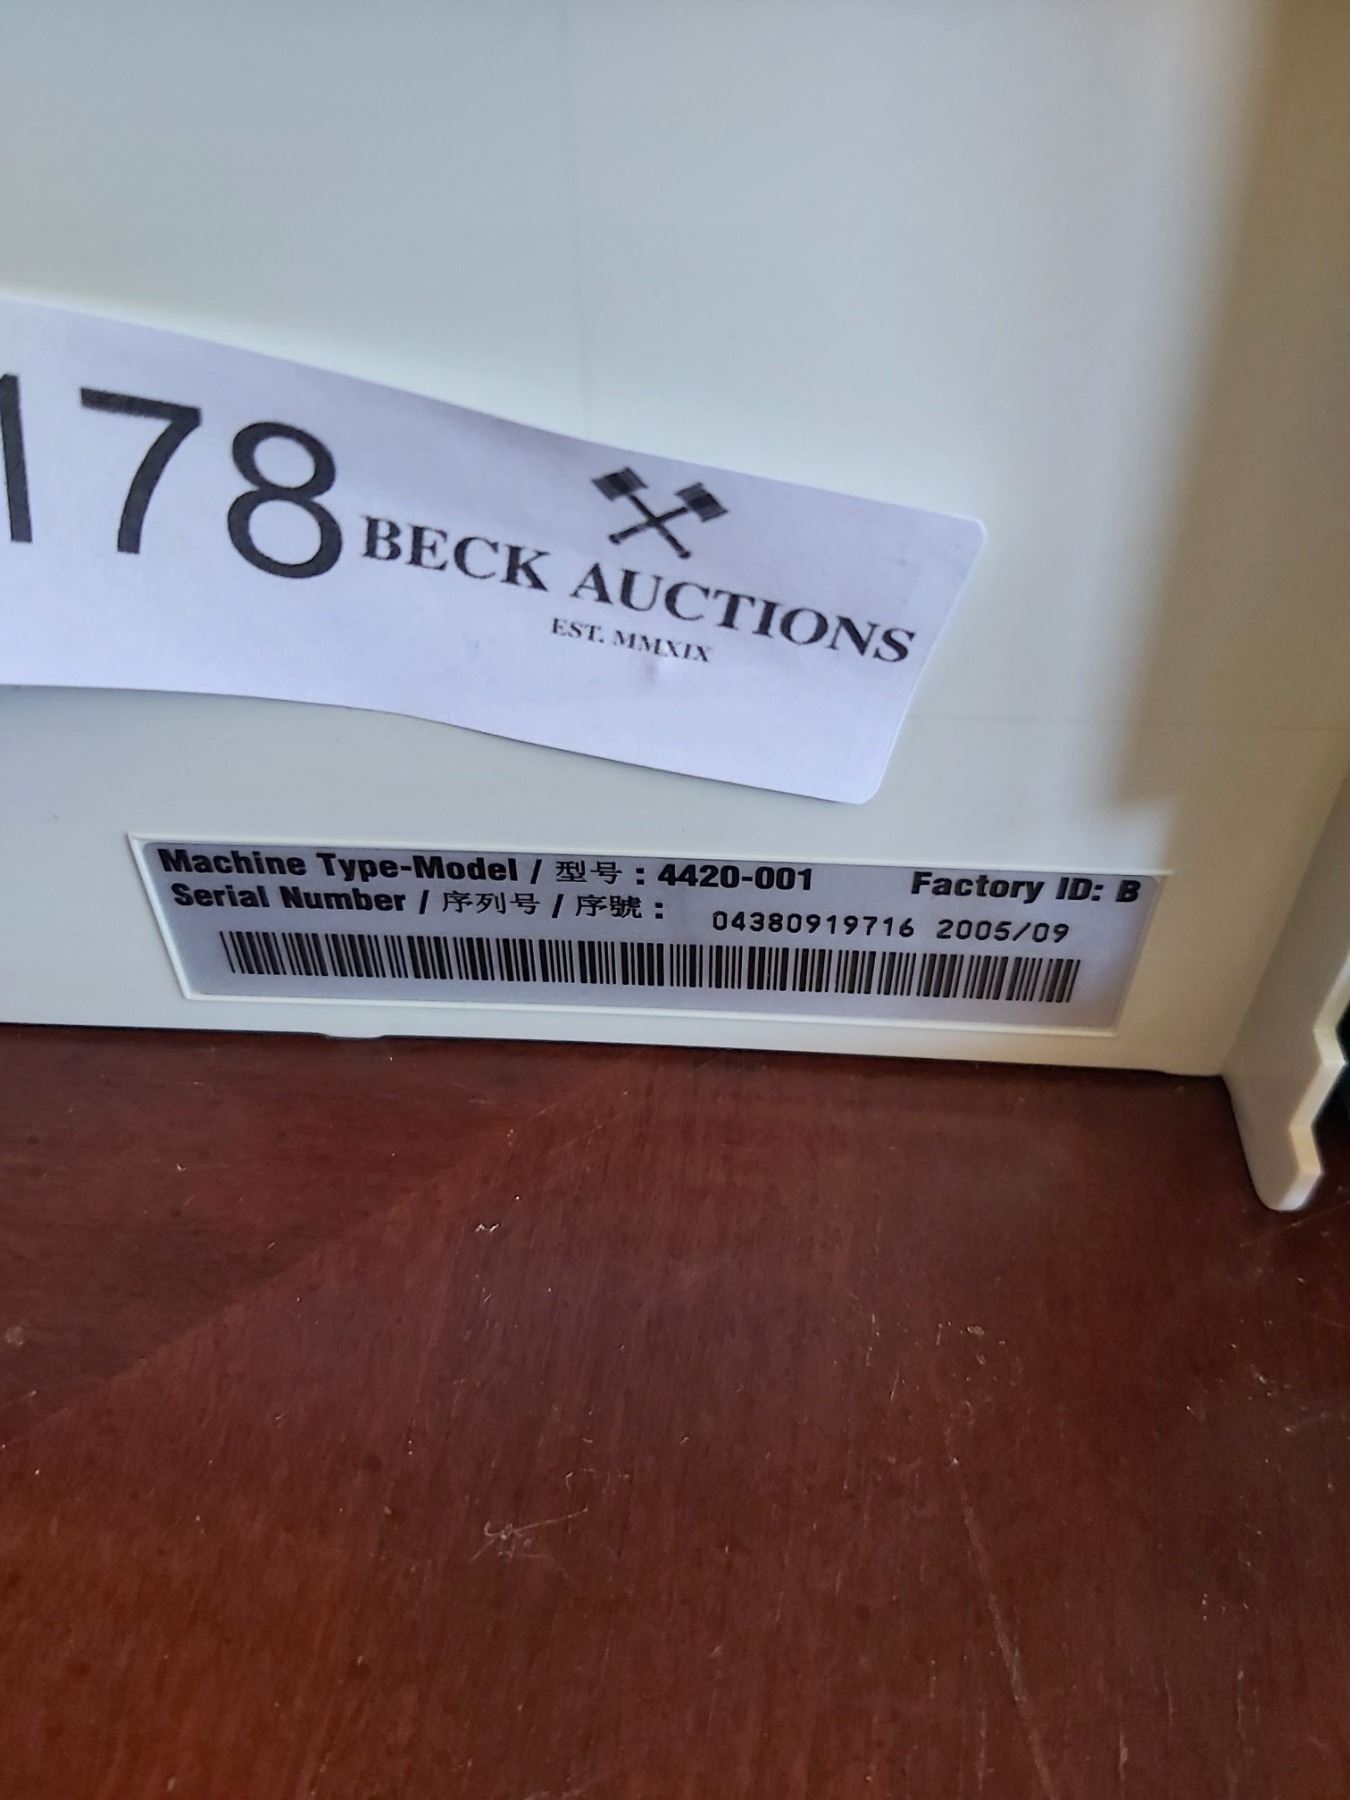 178
BECK AUCTIONS
EST. MMXIX
Machine Type-Model / 型号 : 4420-001 Factory ID: B
Serial Number / 序列号 / 序號 : 04380919716 2005/09